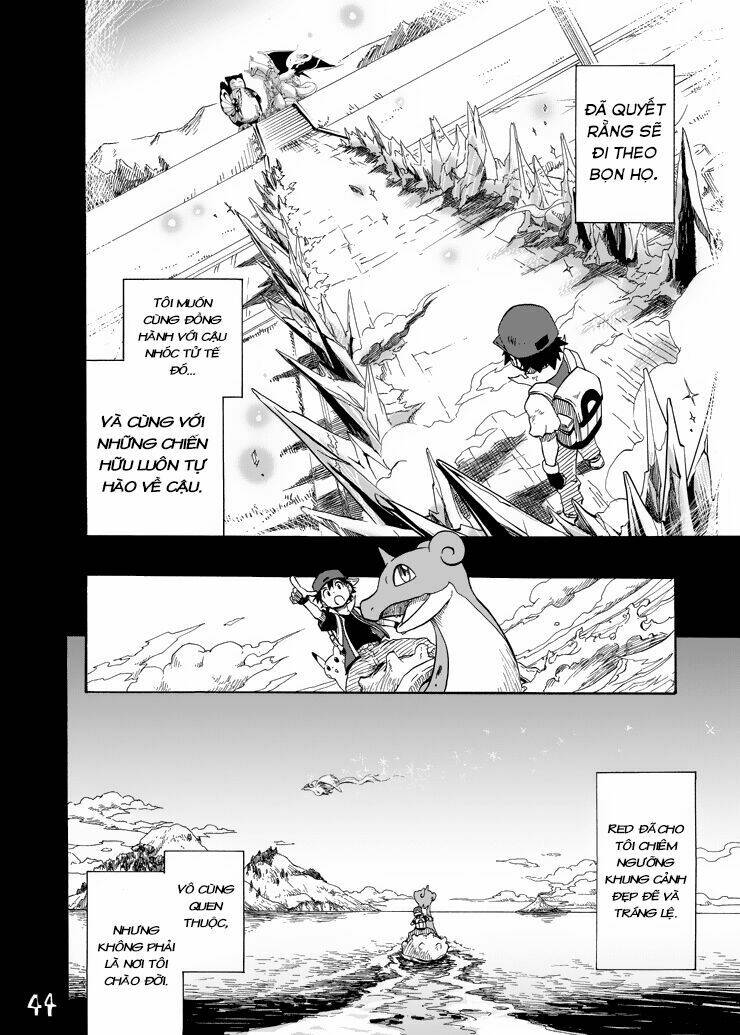 ĐÃ QUYẾT
RẰNG SẼ
ĐI THEO
BỌN HỌ.
TÔI MUỐN
CÙNG ĐỒNG
HÀNH VỚI CẬU
NHÓC TỬ TẾ
ĐÓ...
VÀ CÙNG VỚI
NHỮNG CHIẾN
HỮU LUÔN TỰ
HÀO VỀ CẬU.
RED ĐÃ CHO
TÔI CHIÊM
NGƯỠNG
KHUNG CẢNH
ĐẸP ĐẼ VÀ
TRÁNG LỆ.
VÔ CÙNG
QUEN
THUỘC,
NHƯNG
KHÔNG PHẢI
LÀ NƠI TÔI
CHÀO ĐỜI.
44